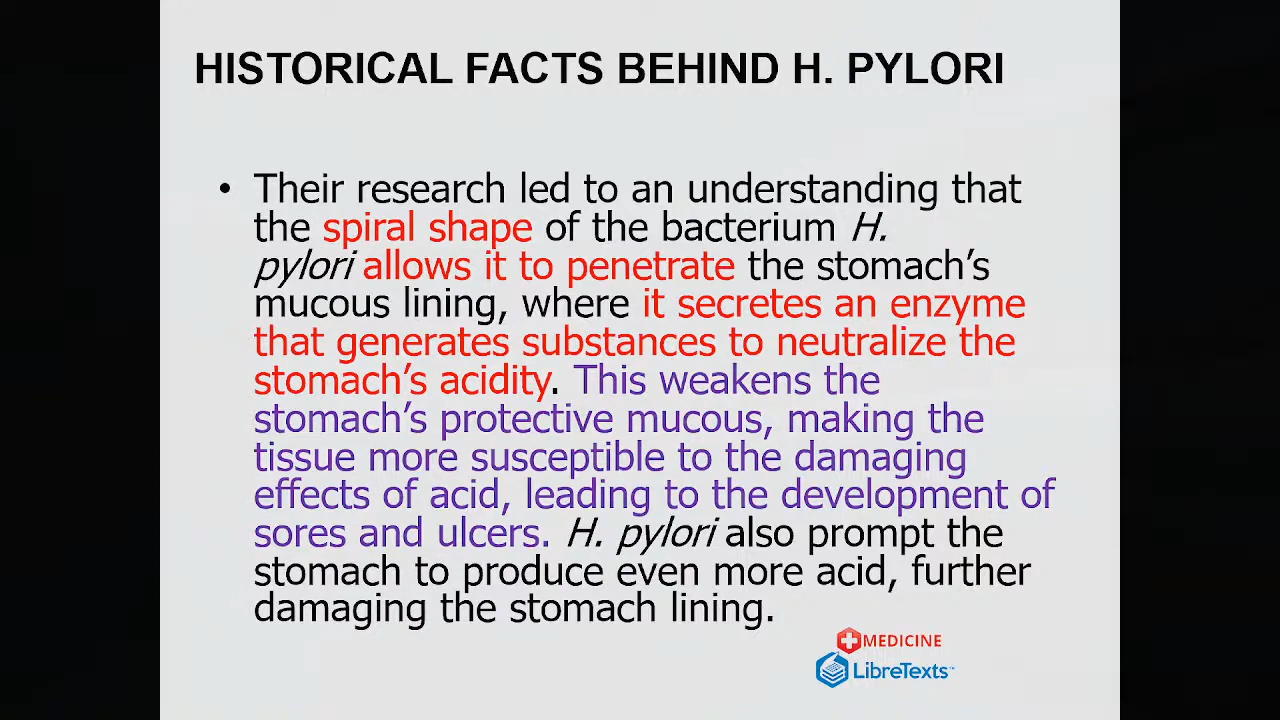 HISTORICAL FACTS BEHIND H. PYLORI
• Their research led to an understanding that
the spiral shape of the bacterium H.
pylori allows it to penetrate the stomach’s
mucous lining, where it secretes an enzyme
that generates substances to neutralize the
stomach’s acidity. This weakens the
stomach’s protective mucous, making the
tissue more susceptible to the damaging
effects of acid, leading to the development of
sores and ulcers. H. pylori also prompt the
stomach to produce even more acid, further
damaging the stomach lining.
MEDICINE
LibreTexts™